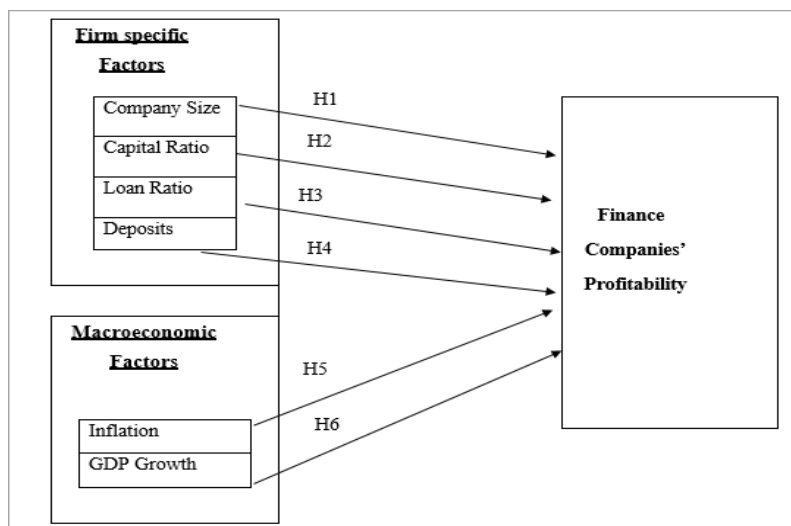 Firm specific
Factors
Company Size
Capital Ratio
Loan Ratio
Deposits
H1
H2
H3
H4
Macroeconomic
Factors
Inflation
GDP Growth
H5
H6
Finance
Companies’
Profitability